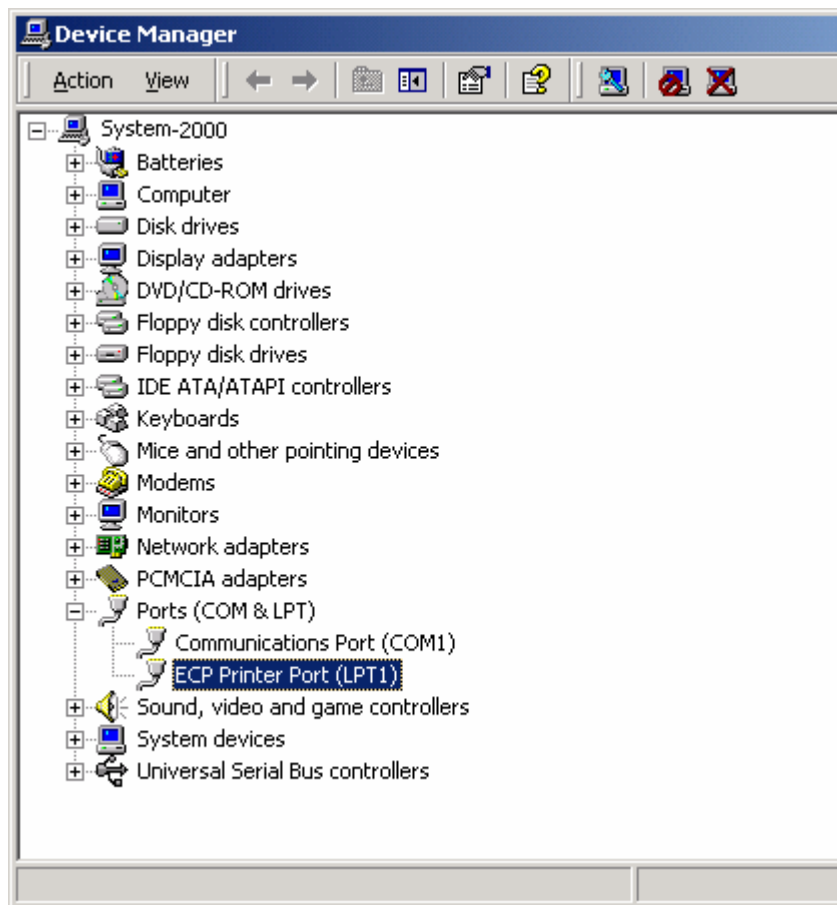 Device Manager
Action View
System-2000
Batteries
Computer
Disk drives
Display adapters
DVD/CD-ROM drives
Floppy disk controllers
Floppy disk drives
IDE ATA/ATAPI controllers
Keyboards
Mice and other pointing devices
Modems
Monitors
Network adapters
PCMCIA adapters
Ports (COM & LPT)
Communications Port (COM1)
ECP Printer Port (LPT1)
Sound, video and game controllers
System devices
Universal Serial Bus controllers